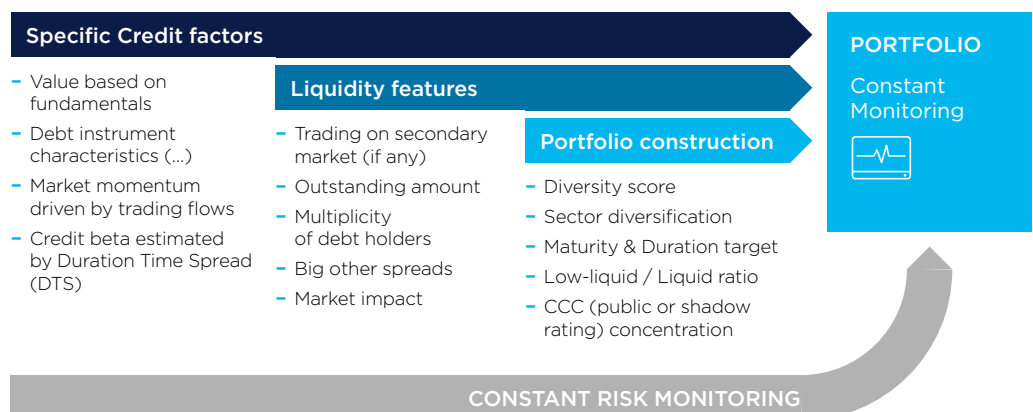 Specific Credit factors
– Value based on
fundamentals
– Debt instrument
characteristics (...)
– Market momentum
driven by trading flows
– Credit beta estimated
by Duration Time Spread
(DTS)
Liquidity features
– Trading on secondary
market (if any)
– Outstanding amount
– Multiplicity
of debt holders
– Big other spreads
– Market impact
Portfolio construction
– Diversity score
– Sector diversification
– Maturity & Duration target
– Low-liquid / Liquid ratio
– CCC (public or shadow
rating) concentration
PORTFOLIO
Constant
Monitoring
CONSTANT RISK MONITORING